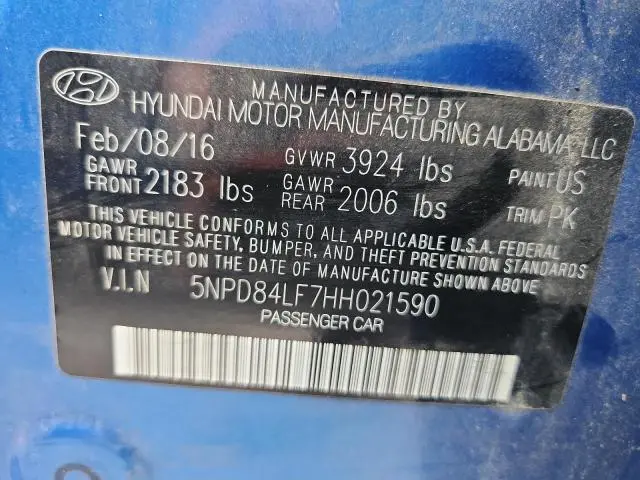 MANUFACTURED BY
HYUNDAI MOTOR MANUFACTURING ALABAMA, LLC
Feb/08/16 GVWR 3924 lbs PAINT US
GAWR FRONT 2183 lbs GAWR REAR 2006 lbs TRIM PK
THIS VEHICLE CONFORMS TO ALL APPLICABLE U.S.A. FEDERAL
MOTOR VEHICLE SAFETY, BUMPER, AND THEFT PREVENTION STANDARDS
IN EFFECT ON THE DATE OF MANUFACTURE SHOWN ABOVE
V.I.N 5NPD84LF7HH021590
PASSENGER CAR